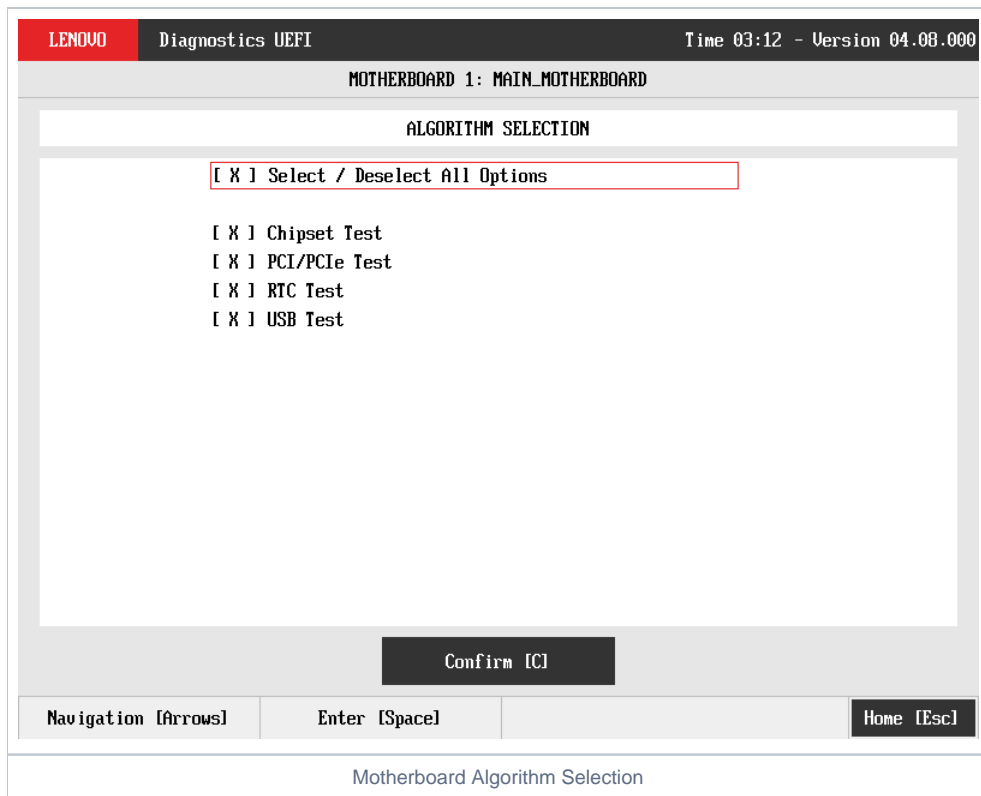 LENOVO Diagnostics UEFI Time 03:12 - Version 04.08.000
MOTHERBOARD 1: MAIN_MOTHERBOARD
ALGORITHM SELECTION
[ X ] Select / Deselect All Options
[ X ] Chipset Test
[ X ] PCI/PCIe Test
[ X ] RTC Test
[ X ] USB Test
Confirm [C]
Navigation [Arrows] Enter [Space] Home [Esc]
Motherboard Algorithm Selection